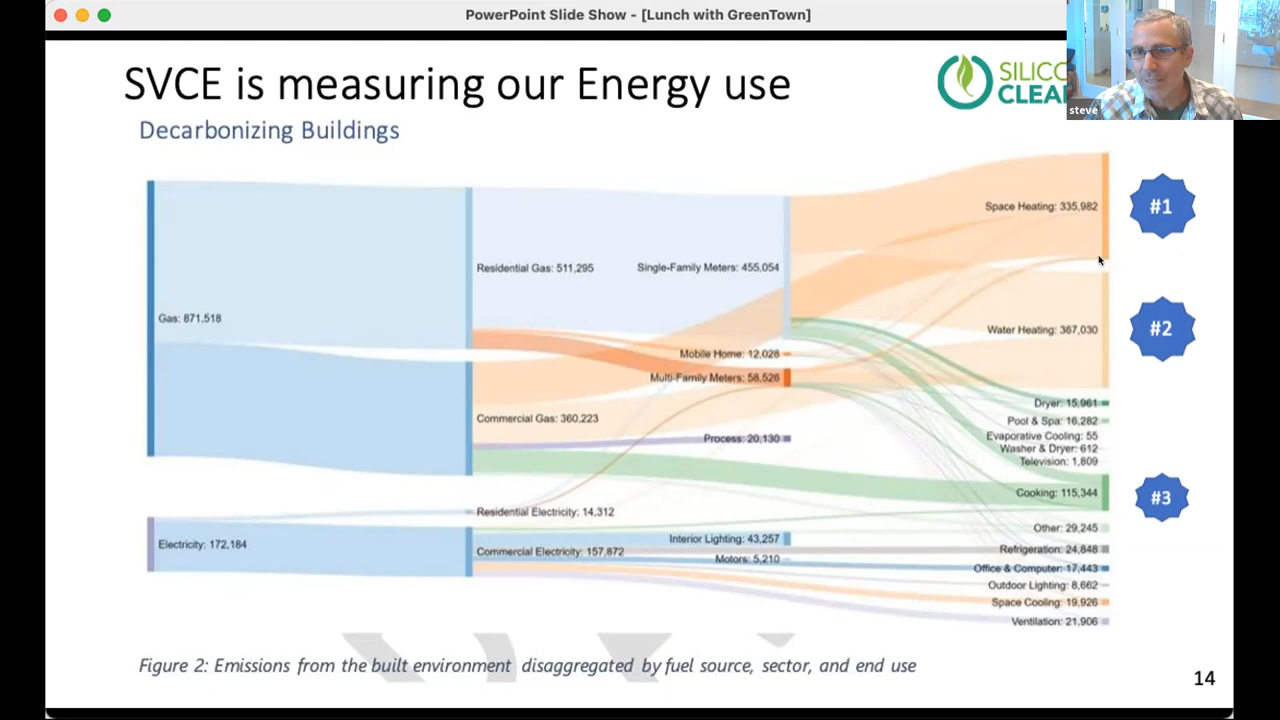 PowerPoint Slide Show - [Lunch with GreenTown]
SVCE is measuring our Energy use
Decarbonizing Buildings
steve
Space Heating: 335,982
#1
Residential Gas: 511,295
Single-Family Meters: 455,054
Gas: 871,518
Water Heating: 367,030
#2
Mobile Home: 12,028
Multi-Family Meters: 56,526
Dryer: 15,961
Commercial Gas: 360,223
Pool & Spa: 16,282
Process: 20,130
Evaporative Cooling: 55
Washer & Dryer: 612
Television: 1,809
Cooking: 115,344
#3
Residential Electricity: 14,312
Other: 29,245
Electricity: 172,184
Interior Lighting: 43,257
Commercial Electricity: 157,872
Refrigeration: 24,848
Motors: 5,210
Office & Computer: 17,443
Outdoor Lighting: 8,662
Space Cooling: 19,926
Ventilation: 21,906
Figure 2: Emissions from the built environment disaggregated by fuel source, sector, and end use
14